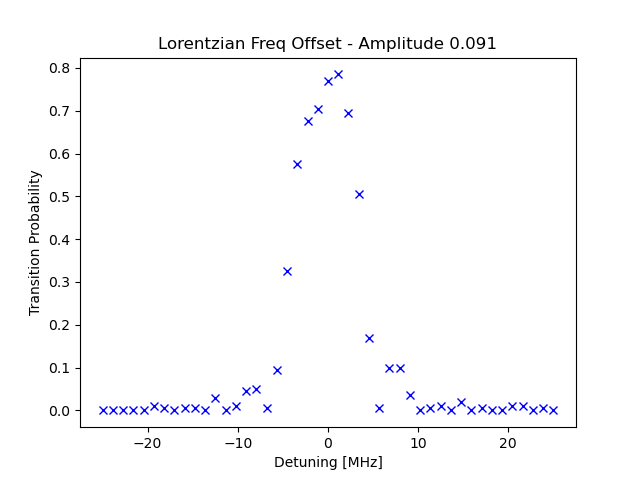 Lorentzian Freq Offset - Amplitude 0.091
0.8
0.7
0.6
0.5
0.4
0.3
0.2
0.1
0.0
Transition Probability
−20 −10 0 10 20
Detuning [MHz]